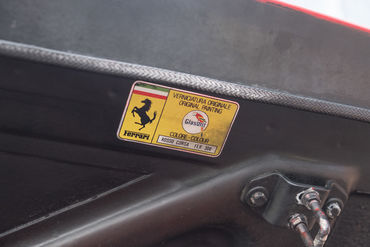 VERNICIATURA ORIGINALE
ORIGINAL PAINTING
Glasurit
COLORE - COLOUR
ROSSO CORSA
Ferrari